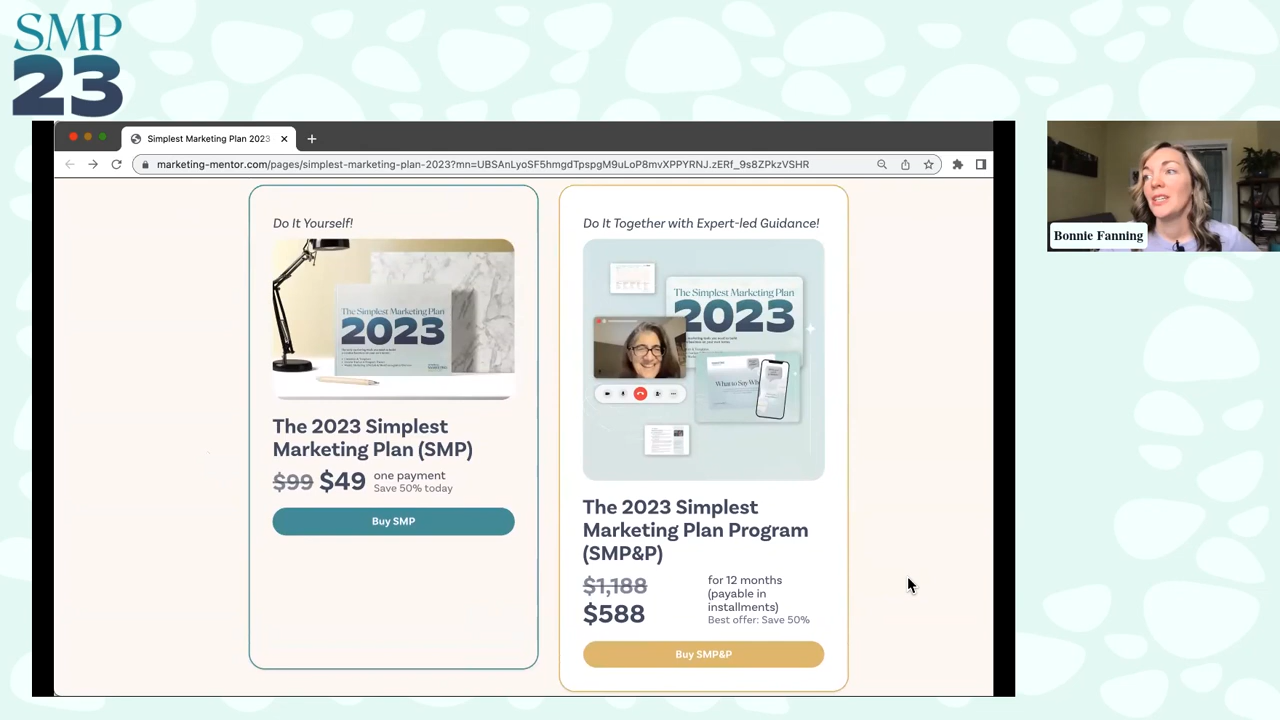 SMP
23
Simplest Marketing Plan 2023
marketing-mentor.com/pages/simplest-marketing-plan-2023?mn=UBSAnLyoSF5hmgdTpspgM9uLoP8mvXPPYRNJ.zERf_9s8ZPkzVSHR
Bonnie Fanning
Do It Yourself!
The Simplest Marketing Plan
2023
The 2023 Simplest
Marketing Plan (SMP)
$99 $49 one payment
Save 50% today
Buy SMP
Do It Together with Expert-led Guidance!
The Simplest Marketing Plan
2023
What to Say
The 2023 Simplest
Marketing Plan Program
(SMP&P)
$1,188
$588
for 12 months
(payable in
installments)
Best offer: Save 50%
Buy SMP&P